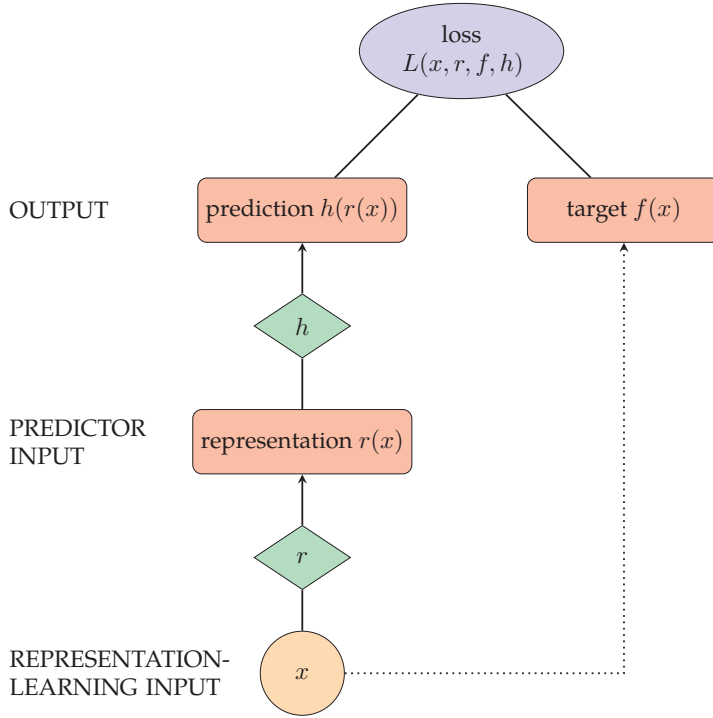 loss
L(x, r, f, h)
OUTPUT
prediction h(r(x))
target f(x)
h
PREDICTOR
INPUT
representation r(x)
r
REPRESENTATION-
LEARNING INPUT
x